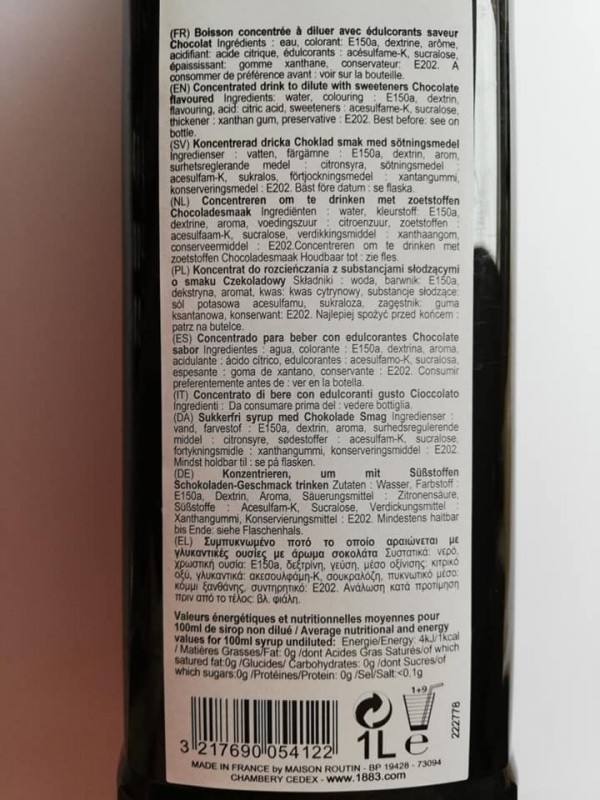 (FR) Boisson concentrée à diluer avec édulcorants saveur
Chocolat Ingrédients : eau, colorant: E150a, dextrine, arôme,
acidifiant: acide citrique, édulcorants : acésulfame-K, sucralose,
épaississant: gomme xanthane, conservateur: E202. A
consommer de préférence avant : voir sur la bouteille.
(EN) Concentrated drink to dilute with sweeteners Chocolate
flavoured Ingredients: water, colouring : E150a, dextrin,
flavouring, acid: citric acid, sweeteners : acesulfame-K, sucralose,
thickener : xanthan gum, preservative : E202. Best before: see on
bottle.
(SV) Koncentrerad dricka Choklad smak med sötningsmedel
Ingredienser : vatten, färgämne : E150a, dextrin, arom,
surhetsreglerande medel : citronsyra, sötningsmedel :
acesulfam-K, sukralos, förtjockningsmedel : xantangummi,
konserveringsmedel : E202. Bäst före datum : se flaska.
(NL) Concentreren om te drinken met zoetstoffen
Chocoladesmaak Ingrediënten : water, kleurstoff: E150a,
dextrine, aroma, voedingszuur : citroenzuur, zoetstoffen :
acesulfaam-K, sucralose, verdikkingsmiddel : xanthaangom,
conserveermiddel : E202.Concentreren om te drinken met
zoetstoffen Chocoladesmaak Houdbaar tot : zie fles.
(PL) Koncentrat do rozcieńczania z substancjami słodzącymi
o smaku Czekoladowy Składniki : woda, barwnik: E150a,
dekstryna, aromat, kwas: kwas cytrynowy, substancje słodzące:
sól potasowa acesulfamu, sukraloza, zagęstnik: guma
ksantanowa, konserwant: E202. Najlepiej spożyć przed końcem :
patrz na butelce.
(ES) Concentrado para beber con edulcorantes Chocolate
sabor Ingredientes : agua, colorante : E150a, dextrina, aroma,
acidulante : ácido cítrico, edulcorantes : acesulfamo-K, sucralosa,
espesante : goma de xantano, conservante : E202. Consumir
preferentemente antes de : ver en la botella.
(IT) Concentrato di bere con edulcoranti gusto Cioccolato
Ingredienti : Da consumare prima del : vedere bottiglia.
(DA) Sukkerfri syrup med Chokolade Smag Ingredienser :
vand, farvestof : E150a, dextrin, aroma, surhedsregulerende
middel : citronsyre, sødestoffer : acesulfam-K, sucralose,
fortykningsmidle : xanthangummi, konserveringsmiddel : E202.
Mindst holdbar til : se på flasken.
(DE) Konzentrieren, um mit Süßstoffen
Schokoladen-Geschmack trinken Zutaten : Wasser, Farbstoff :
E150a, Dextrin, Aroma, Säuerungsmittel : Zitronensäure,
Süßstoffe : Acesulfam-K, Sucralose, Verdickungsmittel :
Xanthangummi, Konservierungsmittel : E202. Mindestens haltbar
bis Ende: siehe Flaschenhals.
(EL) Συμπυκνωμένο ποτό το οποίο αραιώνεται με
γλυκαντικές ουσίες με άρωμα σοκολάτα Συστατικά: νερό,
χρωστική ουσία: E150a, δεξτρίνη, γεύση, μέσο οξίνισης: κιτρικό
οξύ, γλυκαντικά: ακεσουλφάμη-Κ, σουκραλόζη, πυκνωτικό μέσο:
κόμμι ξανθάνης, συντηρητικό: E202. Ανάλωση κατά προτίμηση
πριν από το τέλος: βλ. φιάλη.
Valeurs énergétiques et nutritionnelles moyennes pour
100ml de sirop non dilué / Average nutritional and energy
values for 100ml syrup undiluted: Energie/Energy: 4kJ/1kcal
/ Matières Grasses/Fat: 0g /dont Acides Gras Saturés/of which
satured fat:0g /Glucides/ Carbohydrates: 0g /dont Sucres/of
which sugars:0g /Protéines/Protein: 0g /Sel/Salt:<0,1g
1+9
222778
3 217690 054122
1L e
MADE IN FRANCE by MAISON ROUTIN - BP 19428 - 73094
CHAMBERY CEDEX - www.1883.com